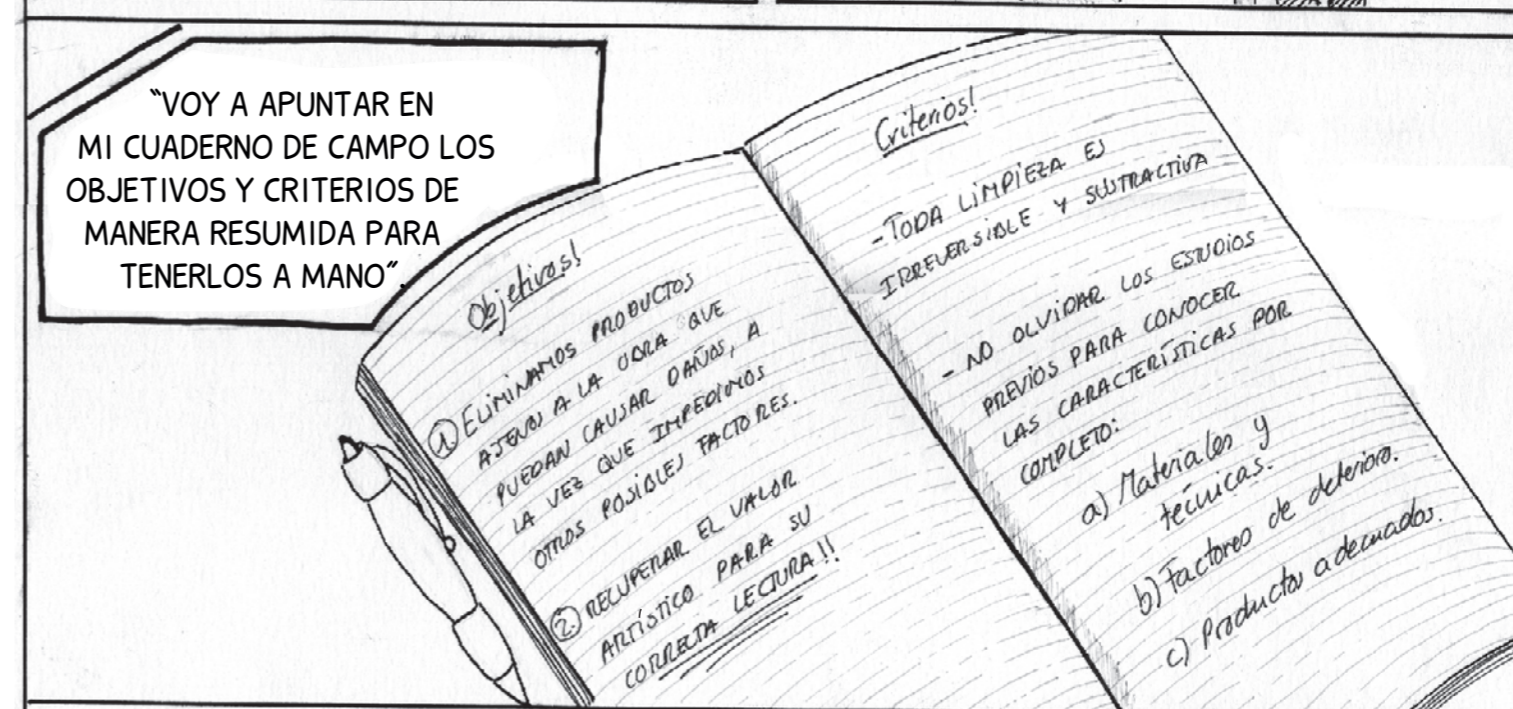 “VOY A APUNTAR EN
MI CUADERNO DE CAMPO LOS
OBJETIVOS Y CRITERIOS DE
MANERA RESUMIDA PARA
TENERLOS A MANO”.
Objetivos!
① ELIMINAMOS PRODUCTOS
AJENOS A LA OBRA QUE
PUEDAN CAUSAR DAÑOS, A
LA VEZ QUE IMPEDIMOS
OTROS POSIBLES FACTORES.
② RECUPERAR EL VALOR
ARTÍSTICO PARA SU
CORRECTA LECTURA!!
Criterios!
- TODA LIMPIEZA ES
IRREVERSIBLE Y SUSTRACTIVA
- NO OLVIDAR LOS ESTUDIOS
PREVIOS PARA CONOCER
LAS CARACTERÍSTICAS POR
COMPLETO:
a) Materiales y
técnicas.
b) Factores de deterioro.
c) Productos adecuados.